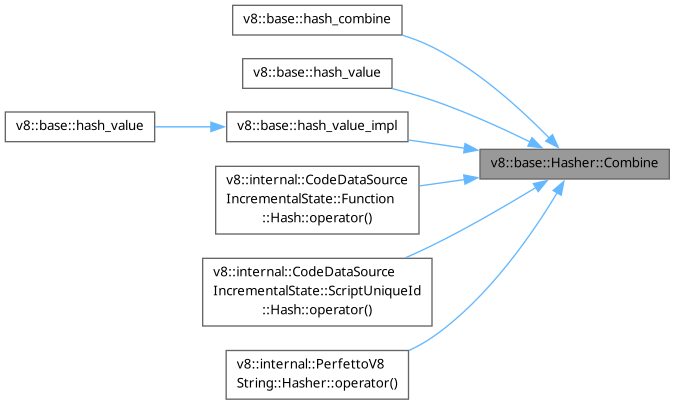 v8::base::hash_combine
v8::base::hash_value
v8::base::hash_value
v8::base::hash_value_impl
v8::base::Hasher::Combine
v8::internal::CodeDataSource
IncrementalState::Function
::Hash::operator()
v8::internal::CodeDataSource
IncrementalState::ScriptUniqueId
::Hash::operator()
v8::internal::PerfettoV8
String::Hasher::operator()